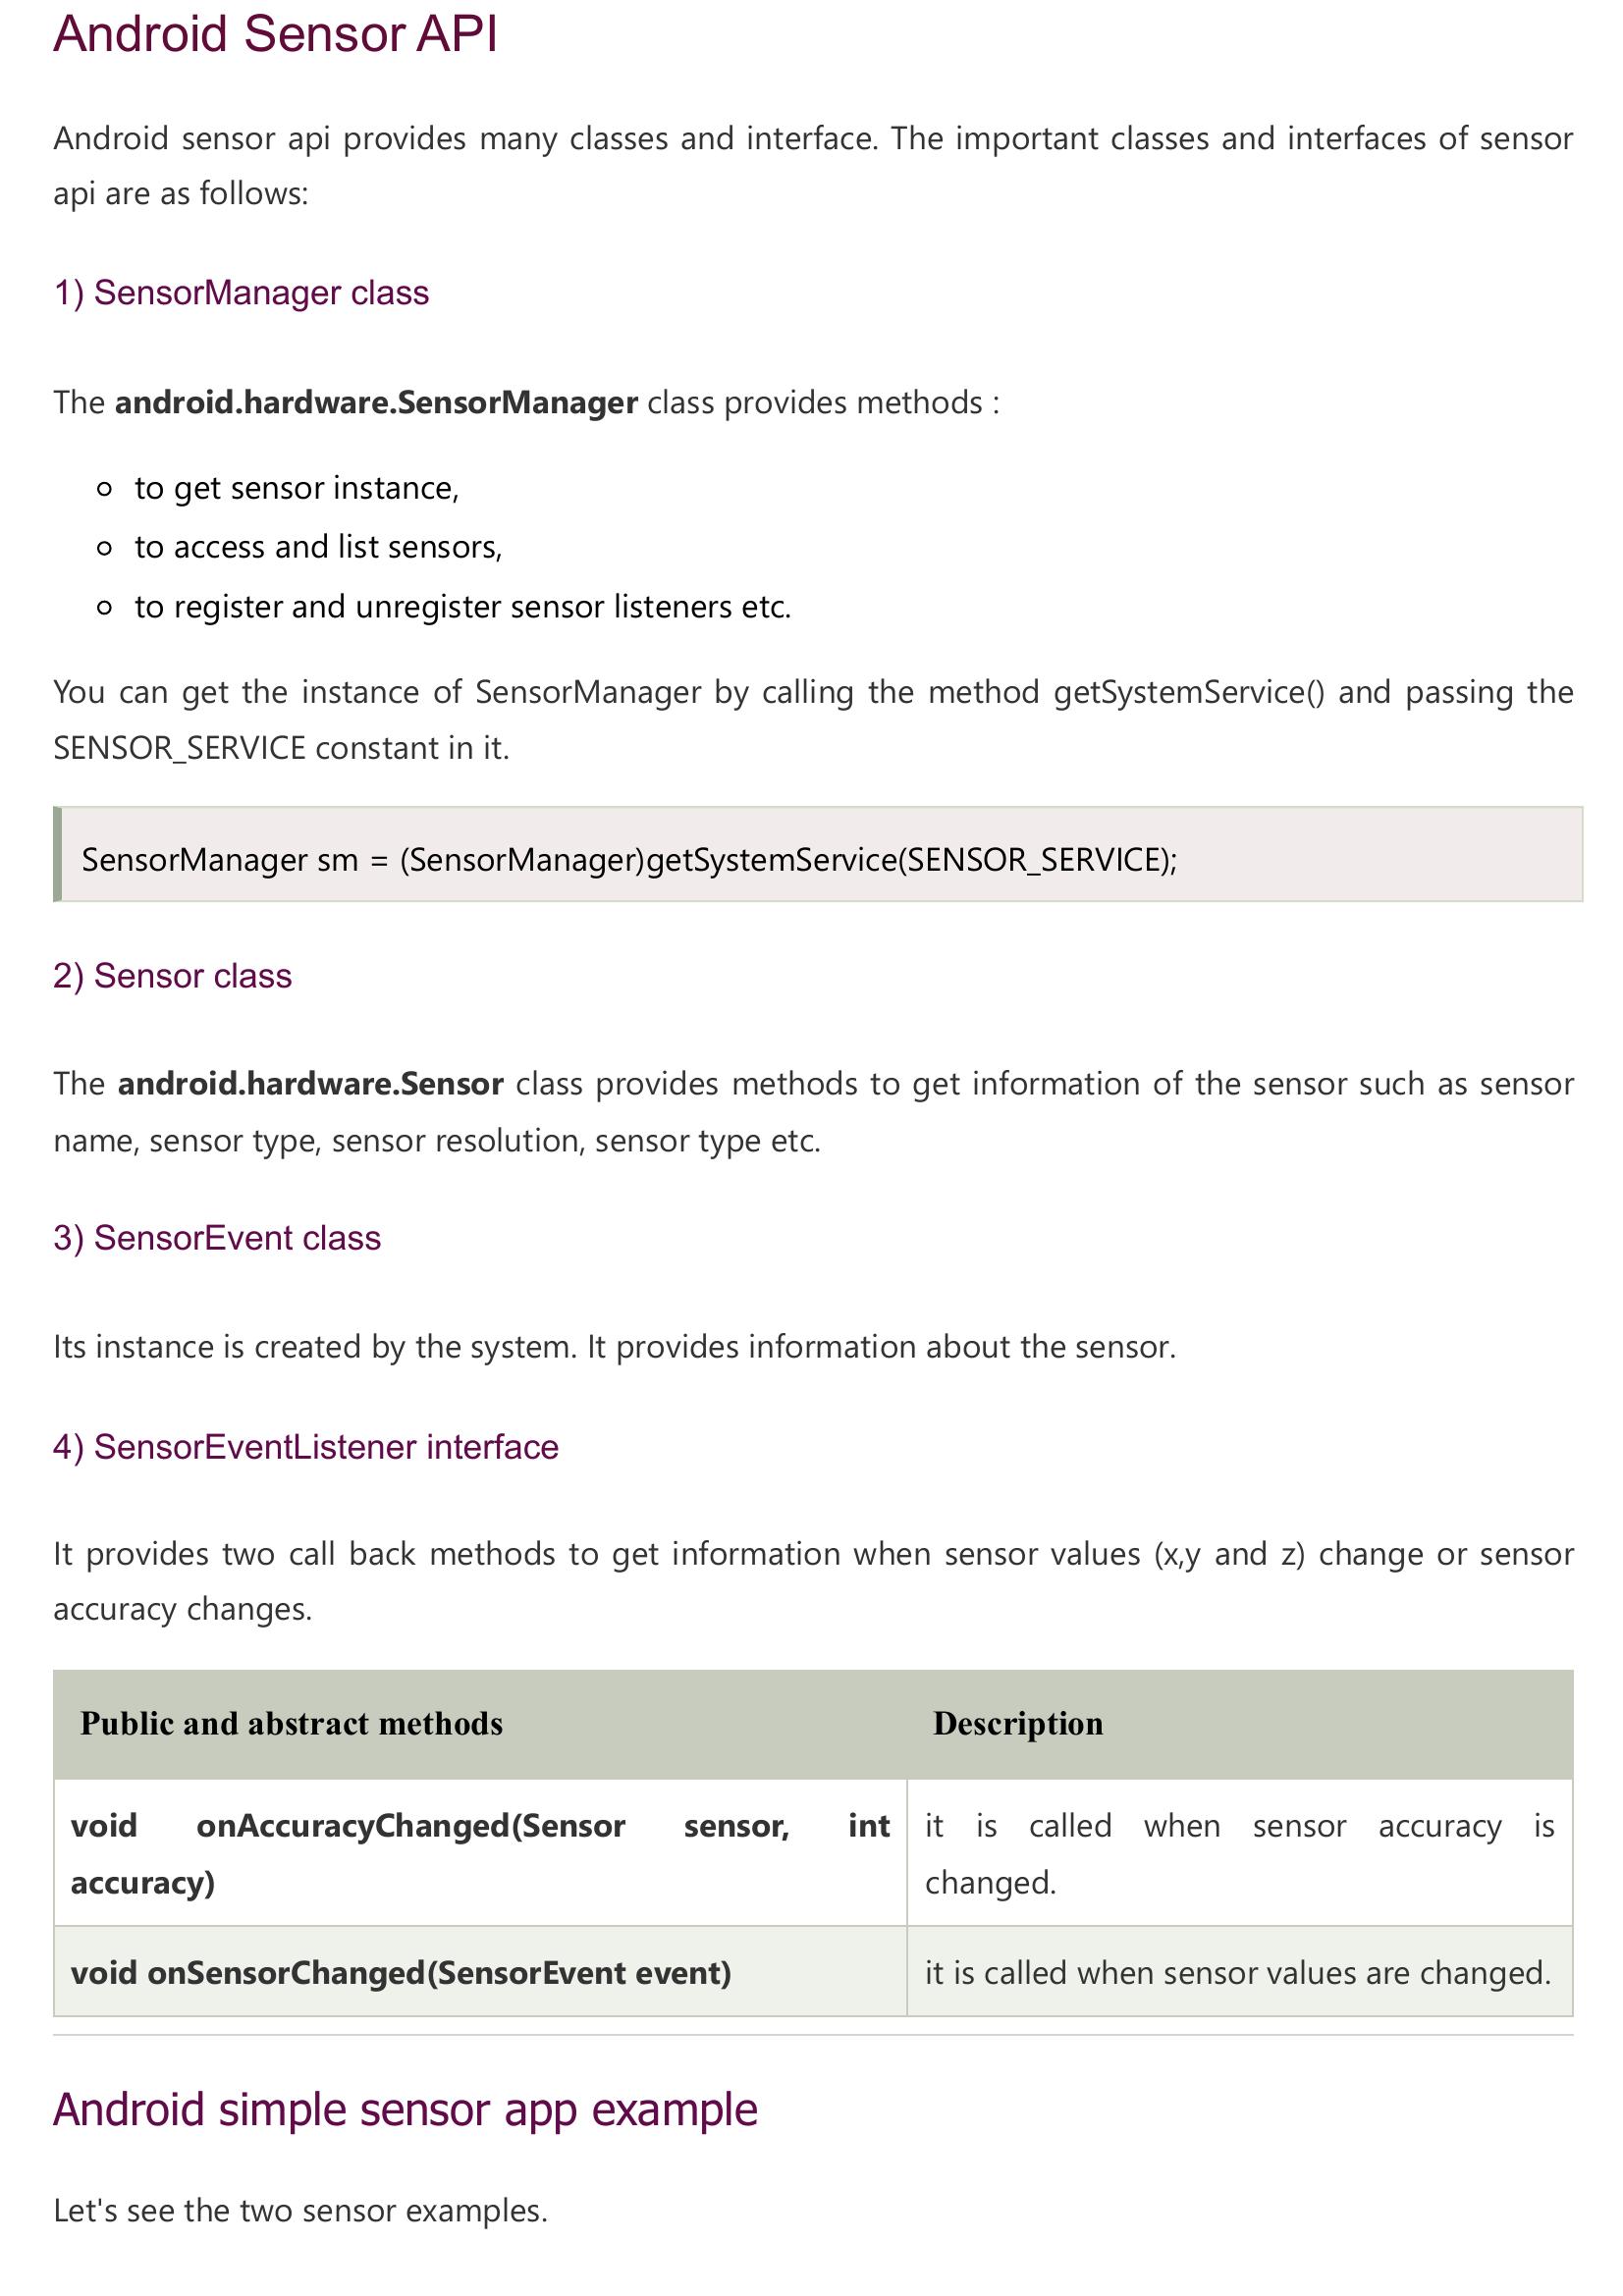 Android Sensor API
Android sensor api provides many classes and interface. The important classes and interfaces of sensor
api are as follows:
1) SensorManager class
The android.hardware.SensorManager class provides methods :
to get sensor instance,
to access and list sensors,
to register and unregister sensor listeners etc.
You can get the instance of SensorManager by calling the method getSystemService() and passing the
SENSOR_SERVICE constant in it.
SensorManager sm = (SensorManager)getSystemService(SENSOR_SERVICE);
2) Sensor class
The android.hardware.Sensor class provides methods to get information of the sensor such as sensor
name, sensor type, sensor resolution, sensor type etc.
3) SensorEvent class
Its instance is created by the system. It provides information about the sensor.
4) SensorEventListener interface
It provides two call back methods to get information when sensor values (x,y and z) change or sensor
accuracy changes.
Public and abstract methods
Description
void onAccuracyChanged(Sensor sensor, int
accuracy)
it is called when sensor accuracy is
changed.
void onSensorChanged(SensorEvent event)
it is called when sensor values are changed.
Android simple sensor app example
Let's see the two sensor examples.